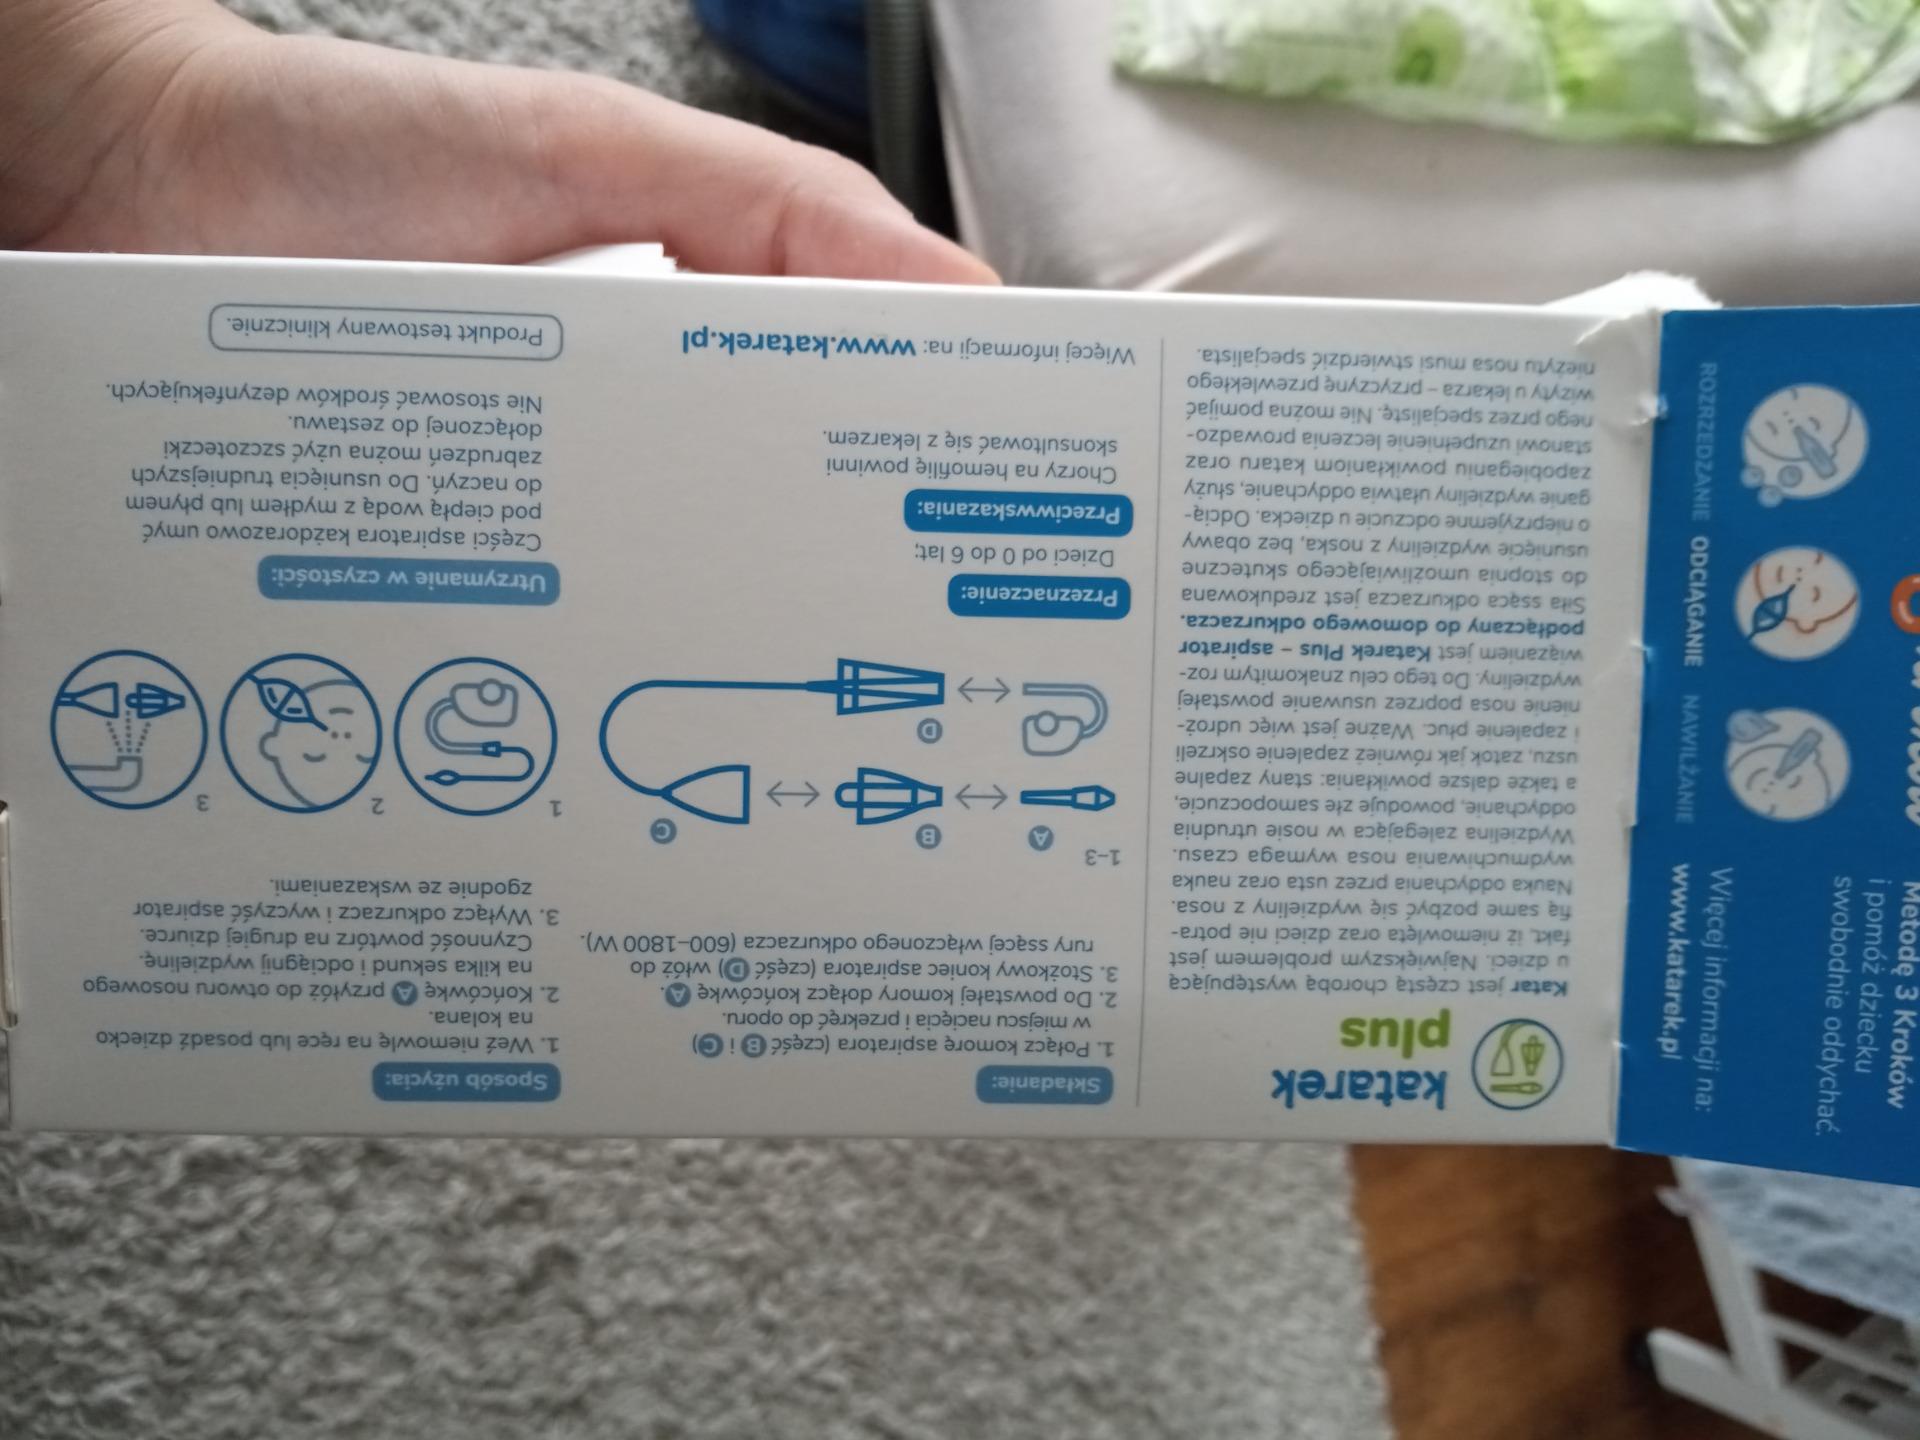 katarek
plus
Katar jest częstą chorobą występującą
u dzieci. Największym problemem jest
fakt, iż niemowlęta oraz dzieci nie potra-
fią same pozbyć się wydzieliny z nosa.
Nauka oddychania przez usta oraz nauka
wydmuchiwania nosa wymaga czasu.
Wydzielina zalegająca w nosie utrudnia
oddychanie, powoduje złe samopoczucie,
a także dalsze powikłania: stany zapalne
uszu, zatok jak również zapalenie oskrzeli
i zapalenie płuc. Ważne jest więc udroż-
nienie nosa poprzez usuwanie powstałej
wydzieliny. Do tego celu znakomitym roz-
wiązaniem jest Katarek Plus – aspirator
podłączany do domowego odkurzacza.
Siła ssąca odkurzacza jest zredukowana
do stopnia umożliwiającego skuteczne
usunięcie wydzieliny z noska, bez obawy
o nieprzyjemne odczucie u dziecka. Odcią-
ganie wydzieliny ułatwia oddychanie, służy
zapobieganiu powikłaniom kataru oraz
stanowi uzupełnienie leczenia prowadzo-
nego przez specjalistę. Nie można pomijać
wizyty u lekarza – przyczynę przewlekłego
nieżytu nosa musi stwierdzić specjalista.
Składanie:
1. Połącz komorę aspiratora (część B i C)
w miejscu nacięcia i przekręć do oporu.
2. Do powstałej komory dołącz końcówkę A.
3. Stożkowy koniec aspiratora (część D) włóż do
rury ssącej włączonego odkurzacza (600–1800 W).
1–3
A
B
C
D
Przeznaczenie:
Dzieci od 0 do 6 lat;
Przeciwwskazania:
Chorzy na hemofilię powinni
skonsultować się z lekarzem.
Więcej informacji na: www.katarek.pl
Sposób użycia:
1. Weź niemowlę na ręce lub posadź dziecko
na kolana.
2. Końcówkę A przyłóż do otworu nosowego
na kilka sekund i odciągnij wydzielinę.
Czynność powtórz na drugiej dziurce.
3. Wyłącz odkurzacz i wyczyść aspirator
zgodnie ze wskazaniami.
1
2
3
Utrzymanie w czystości:
Części aspiratora każdorazowo umyć
pod ciepłą wodą z mydłem lub płynem
do naczyń. Do usunięcia trudniejszych
zabrudzeń można użyć szczoteczki
dołączonej do zestawu.
Nie stosować środków dezynfekujących.
Produkt testowany klinicznie.
Metodę 3 Kroków
i pomóż dziecku
swobodnie oddychać.
Więcej informacji na:
www.katarek.pl
NAWILŻANIE
ODCIĄGANIE
ROZRZEDZANIE